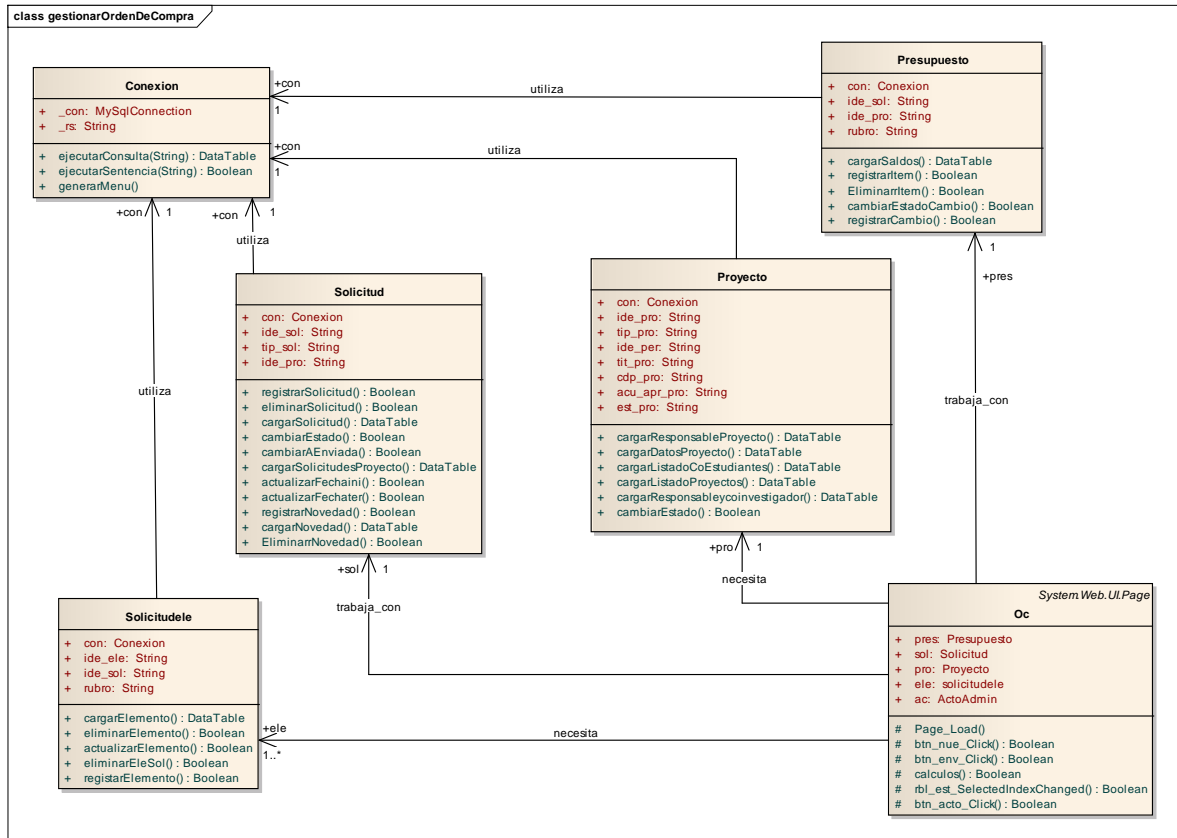 class gestionarOrdenDeCompra
Conexion
+ _con: MySqlConnection
+ _rs: String
+ ejecutarConsulta(String) : DataTable
+ ejecutarSentencia(String) : Boolean
+ generarMenu()
Presupuesto
+ con: Conexion
+ ide_sol: String
+ ide_pro: String
+ rubro: String
+ cargarSaldos() : DataTable
+ registrarItem() : Boolean
+ EliminarrItem() : Boolean
+ cambiarEstadoCambio() : Boolean
+ registrarCambio() : Boolean
+con
1
utiliza
+con
1
utiliza
+con 1
utiliza
+con 1
utiliza
Solicitud
+ con: Conexion
+ ide_sol: String
+ tip_sol: String
+ ide_pro: String
+ registrarSolicitud() : Boolean
+ eliminarSolicitud() : Boolean
+ cargarSolicitud() : DataTable
+ cambiarEstado() : Boolean
+ cambiarAEnviada() : Boolean
+ cargarSolicitudesProyecto() : DataTable
+ actualizarFechaini() : Boolean
+ actualizarFechater() : Boolean
+ registrarNovedad() : Boolean
+ cargarNovedad() : DataTable
+ EliminarrNovedad() : Boolean
Proyecto
+ con: Conexion
+ ide_pro: String
+ tip_pro: String
+ ide_per: String
+ tit_pro: String
+ cdp_pro: String
+ acu_apr_pro: String
+ est_pro: String
+ cargarResponsableProyecto() : DataTable
+ cargarDatosProyecto() : DataTable
+ cargarListadoCoEstudiantes() : DataTable
+ cargarListadoProyectos() : DataTable
+ cargarResponsableycoinvestigador() : DataTable
+ cambiarEstado() : Boolean
1
+pres
trabaja_con
+pro 1
necesita
+sol 1
trabaja_con
Solicitudele
+ con: Conexion
+ ide_ele: String
+ ide_sol: String
+ rubro: String
+ cargarElemento() : DataTable
+ eliminarElemento() : Boolean
+ actualizarElemento() : Boolean
+ eliminarEleSol() : Boolean
+ registarElemento() : Boolean
+ele
1..*
necesita
System.Web.UI.Page
Oc
+ pres: Presupuesto
+ sol: Solicitud
+ pro: Proyecto
+ ele: solicitudele
+ ac: ActoAdmin
# Page_Load()
# btn_nue_Click() : Boolean
# btn_env_Click() : Boolean
# calculos() : Boolean
# rbl_est_SelectedIndexChanged() : Boolean
# btn_acto_Click() : Boolean